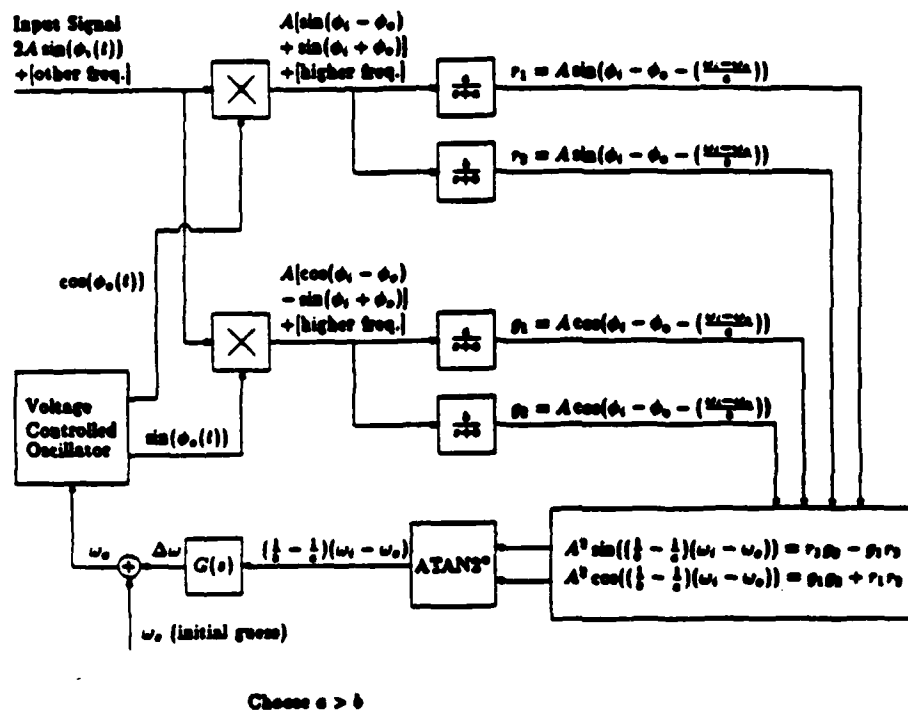 Input Signal
2A sin(ϕᵢ(t))
+[other freq.]
A[sin(ϕᵢ − ϕₒ)
+ sin(ϕᵢ + ϕₒ)]
+[higher freq.]
×
a/(s+a)
r₁ = A sin(ϕᵢ − ϕₒ − ((ωᵢ−ωₒ)/a))
b/(s+b)
r₂ = A sin(ϕᵢ − ϕₒ − ((ωᵢ−ωₒ)/b))
cos(ϕₒ(t))
A[cos(ϕᵢ − ϕₒ)
− sin(ϕᵢ + ϕₒ)]
+[higher freq.]
×
a/(s+a)
g₁ = A cos(ϕᵢ − ϕₒ − ((ωᵢ−ωₒ)/a))
b/(s+b)
g₂ = A cos(ϕᵢ − ϕₒ − ((ωᵢ−ωₒ)/b))
Voltage
Controlled
Oscillator
sin(ϕₒ(t))
ωₒ
+
Δω
G(s)
(1/b − 1/a)(ωᵢ − ωₒ)
ATAN2*
A² sin((1/b − 1/a)(ωᵢ − ωₒ)) = r₁g₂ − g₁r₂
A² cos((1/b − 1/a)(ωᵢ − ωₒ)) = g₁g₂ + r₁r₂
ωₒ (initial guess)
Choose a > b